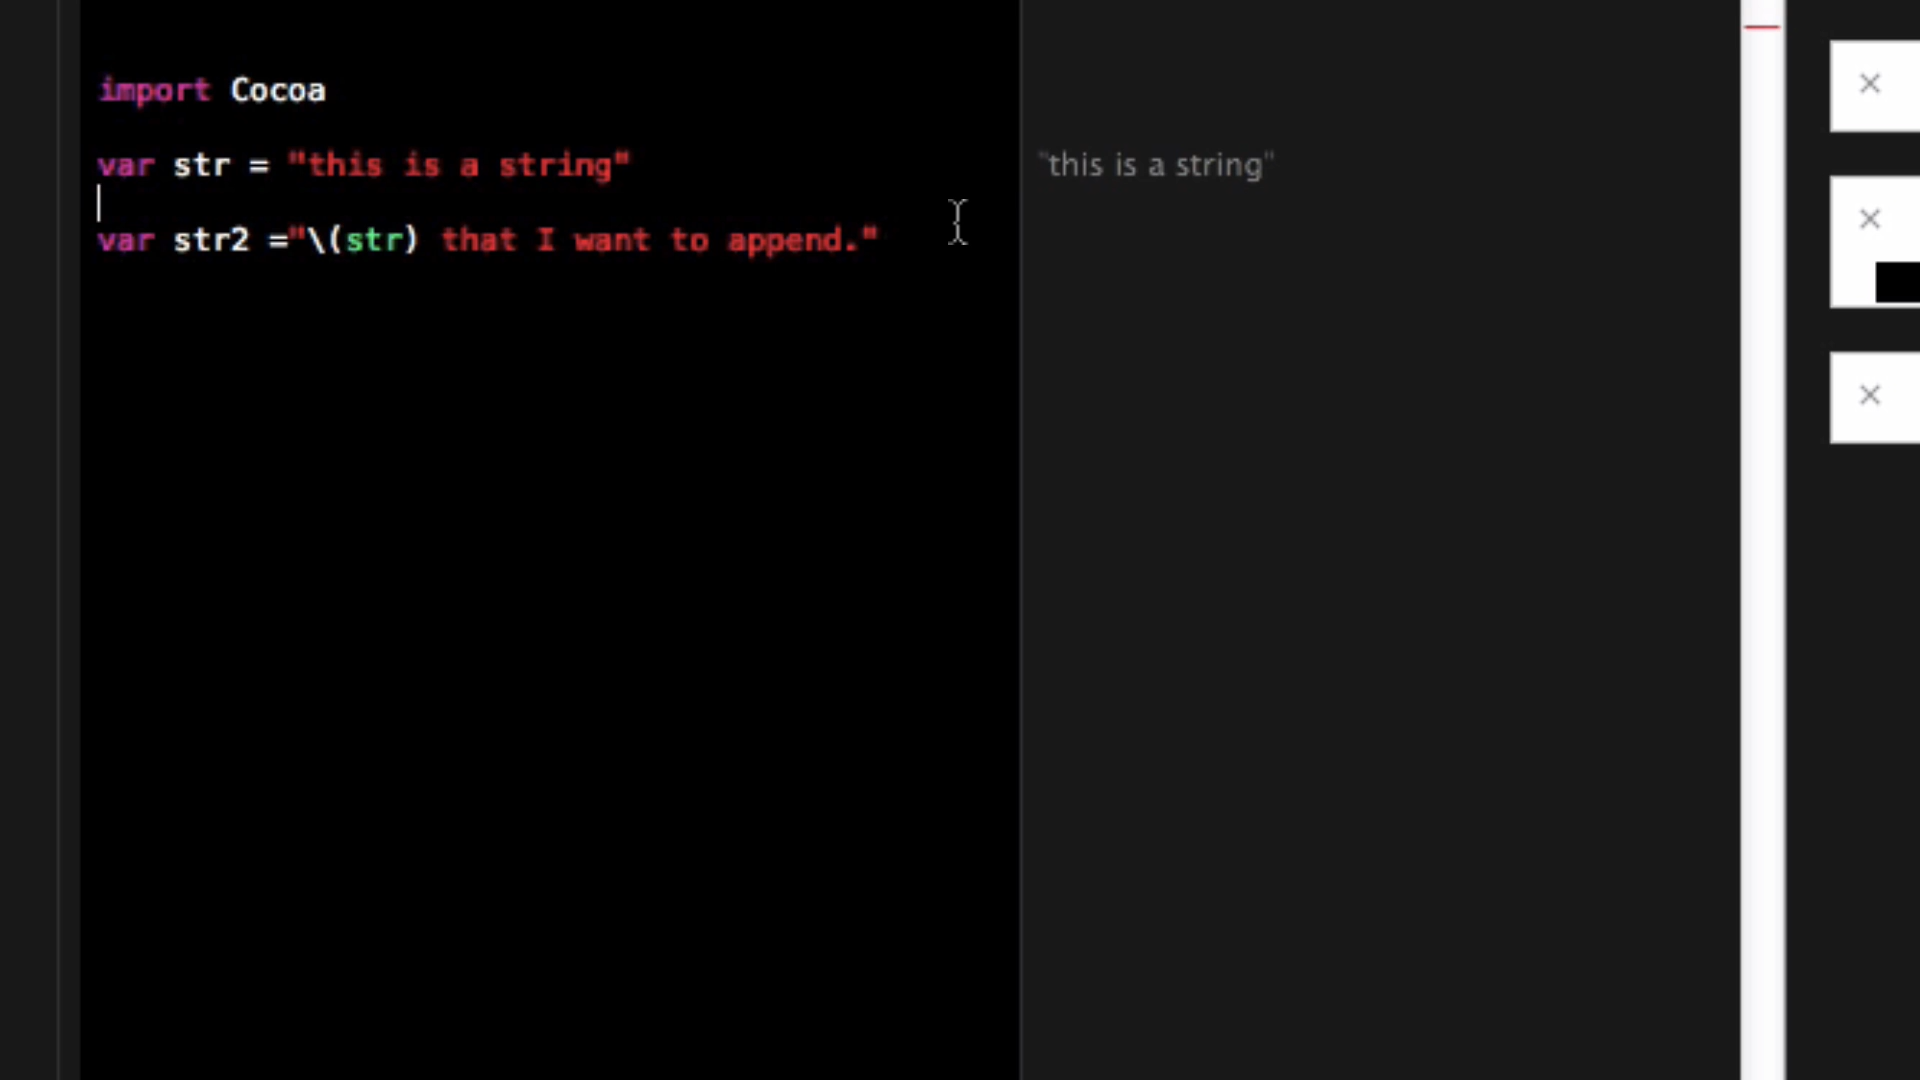 import Cocoa
var str = "this is a string"
"this is a string"
var str2 ="\(str) that I want to append."